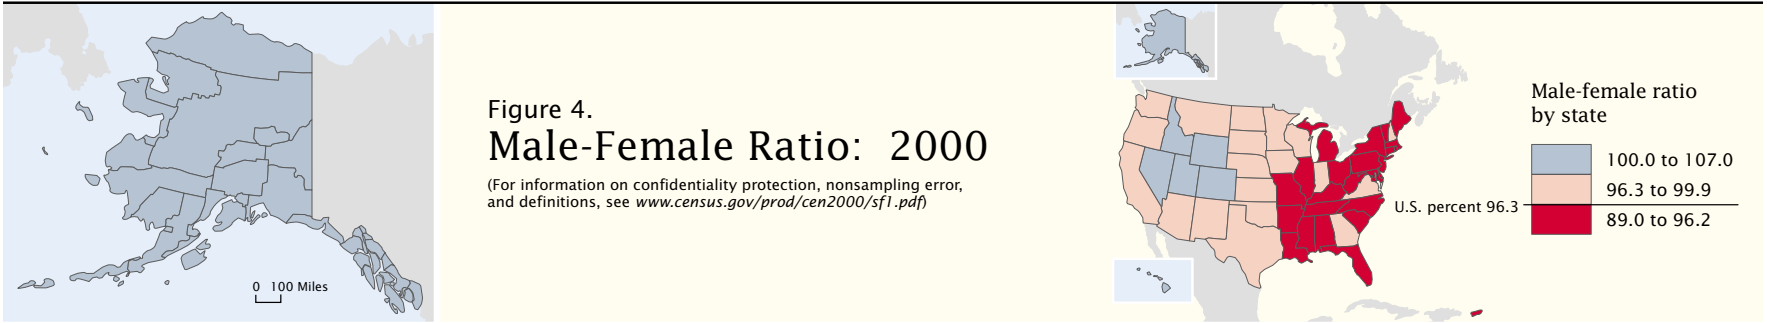 0 100 Miles
Figure 4.
Male-Female Ratio: 2000
(For information on confidentiality protection, nonsampling error,
and definitions, see www.census.gov/prod/cen2000/sf1.pdf)
Male-female ratio
by state
100.0 to 107.0
96.3 to 99.9
U.S. percent 96.3
89.0 to 96.2